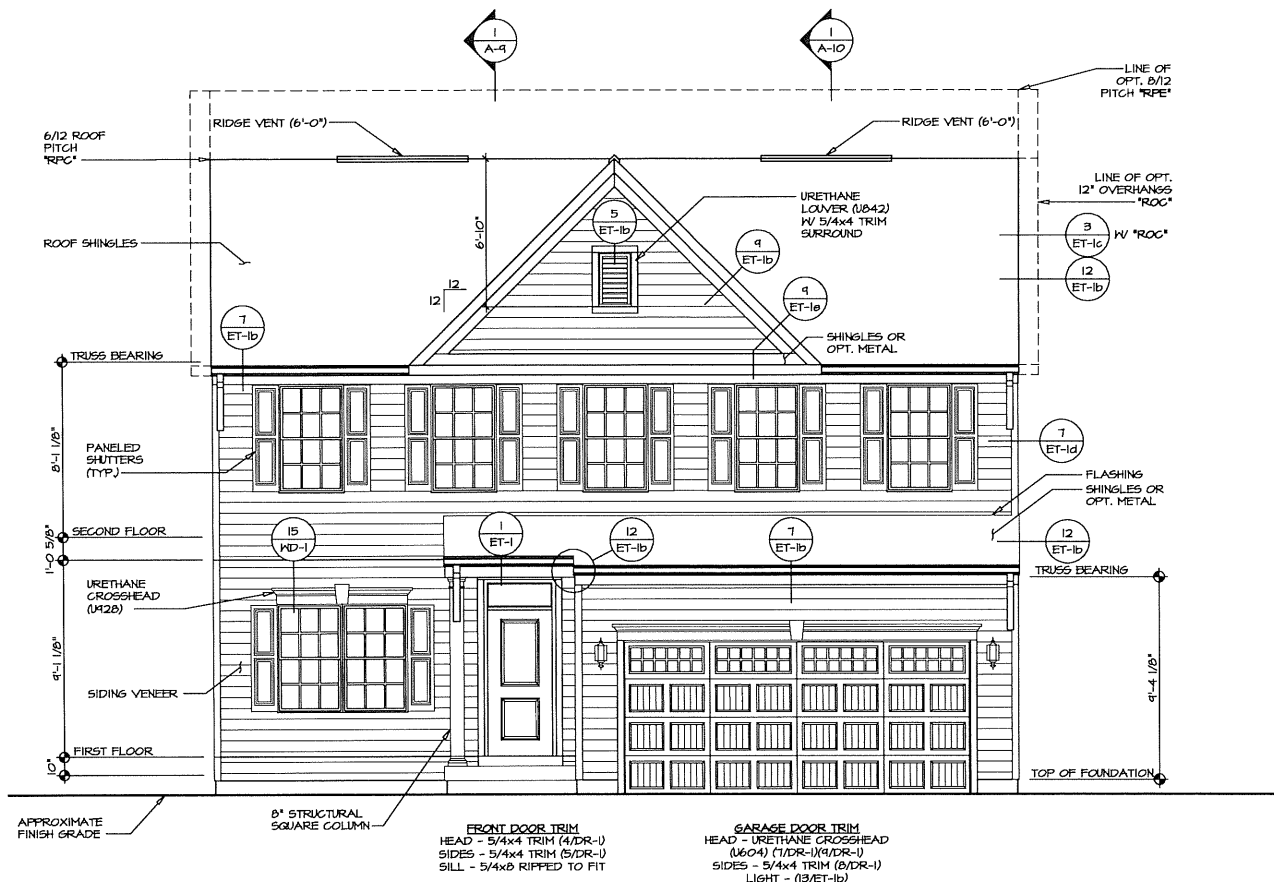 1
A-9
1
A-10
LINE OF
OPT. 8/12
PITCH "RPE"
RIDGE VENT (6'-0")
RIDGE VENT (6'-0")
6/12 ROOF
PITCH
"RPC"
LINE OF OPT.
12" OVERHANGS
"ROC"
URETHANE
LOUVER (U842)
W/ 5/4x4 TRIM
SURROUND
5
ET-1b
3
ET-1c
W/ "ROC"
ROOF SHINGLES
6'-10"
9
ET-1b
12
ET-1b
12
12
9
ET-1e
7
ET-1b
SHINGLES OR
OPT. METAL
TRUSS BEARING
8'-1 1/8"
PANELED
SHUTTERS
(TYP.)
7
ET-1d
FLASHING
SHINGLES OR
OPT. METAL
SECOND FLOOR
1'-0 5/8"
15
WD-1
1
ET-1
12
ET-1b
7
ET-1b
12
ET-1b
TRUSS BEARING
URETHANE
CROSSHEAD
(U928)
9'-1 1/8"
9'-4 1/8"
SIDING VENEER
FIRST FLOOR
10"
TOP OF FOUNDATION
APPROXIMATE
FINISH GRADE
8" STRUCTURAL
SQUARE COLUMN
FRONT DOOR TRIM
HEAD - 5/4x4 TRIM (4/DR-1)
SIDES - 5/4x4 TRIM (5/DR-1)
SILL - 5/4x8 RIPPED TO FIT
GARAGE DOOR TRIM
HEAD - URETHANE CROSSHEAD
(U604) (7/DR-1)(9/DR-1)
SIDES - 5/4x4 TRIM (8/DR-1)
LIGHT - (13/ET-1b)